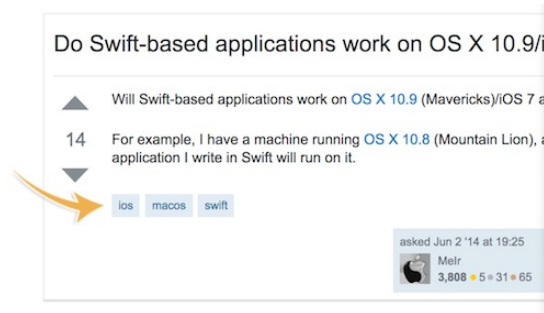 Do Swift-based applications work on OS X 10.9/i
Will Swift-based applications work on OS X 10.9 (Mavericks)/iOS 7 a
14
For example, I have a machine running OS X 10.8 (Mountain Lion), a
application I write in Swift will run on it.
ios macos swift
asked Jun 2 '14 at 19:25
MeIr
3,808 5 31 65